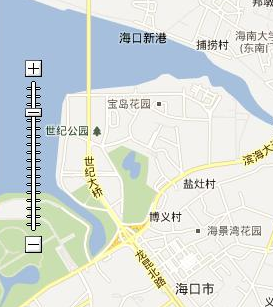 邦敦
海口新港
捕捞村
海南大学
(东南门
宝岛花园
世纪公园
滨海大
世纪大桥
盐灶村
博义村
海景湾花园
龙昆北路
海口市
义